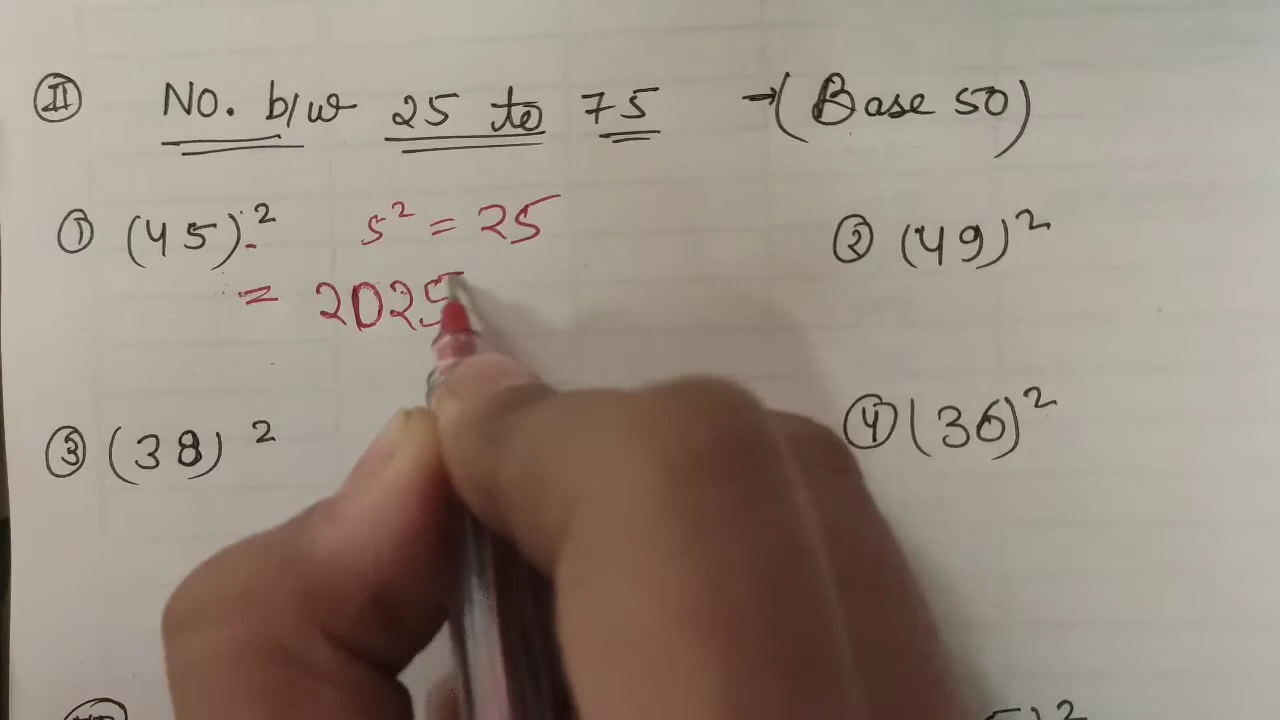 II No. b/w 25 to 75 → (Base 50)
① (45)² 5² = 25
= 2025
② (49)²
③ (38)²
④ (36)²